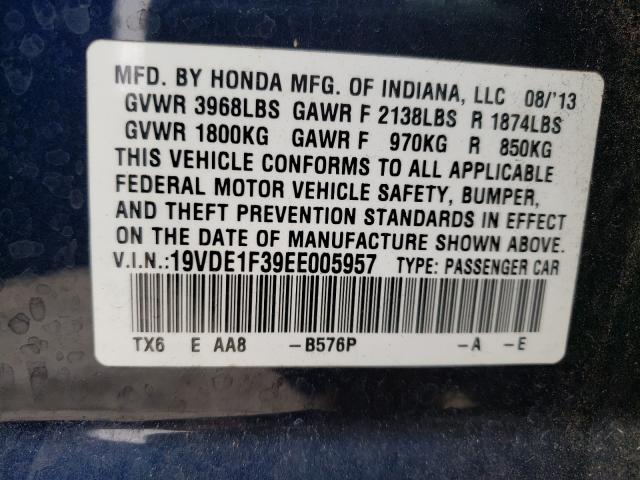 MFD. BY HONDA MFG. OF INDIANA, LLC 08/'13
GVWR 3968LBS GAWR F 2138LBS R 1874LBS
GVWR 1800KG GAWR F 970KG R 850KG
THIS VEHICLE CONFORMS TO ALL APPLICABLE
FEDERAL MOTOR VEHICLE SAFETY, BUMPER,
AND THEFT PREVENTION STANDARDS IN EFFECT
ON THE DATE OF MANUFACTURE SHOWN ABOVE.
V.I.N.:19VDE1F39EE005957 TYPE: PASSENGER CAR
TX6 E AA8 -B576P -A -E